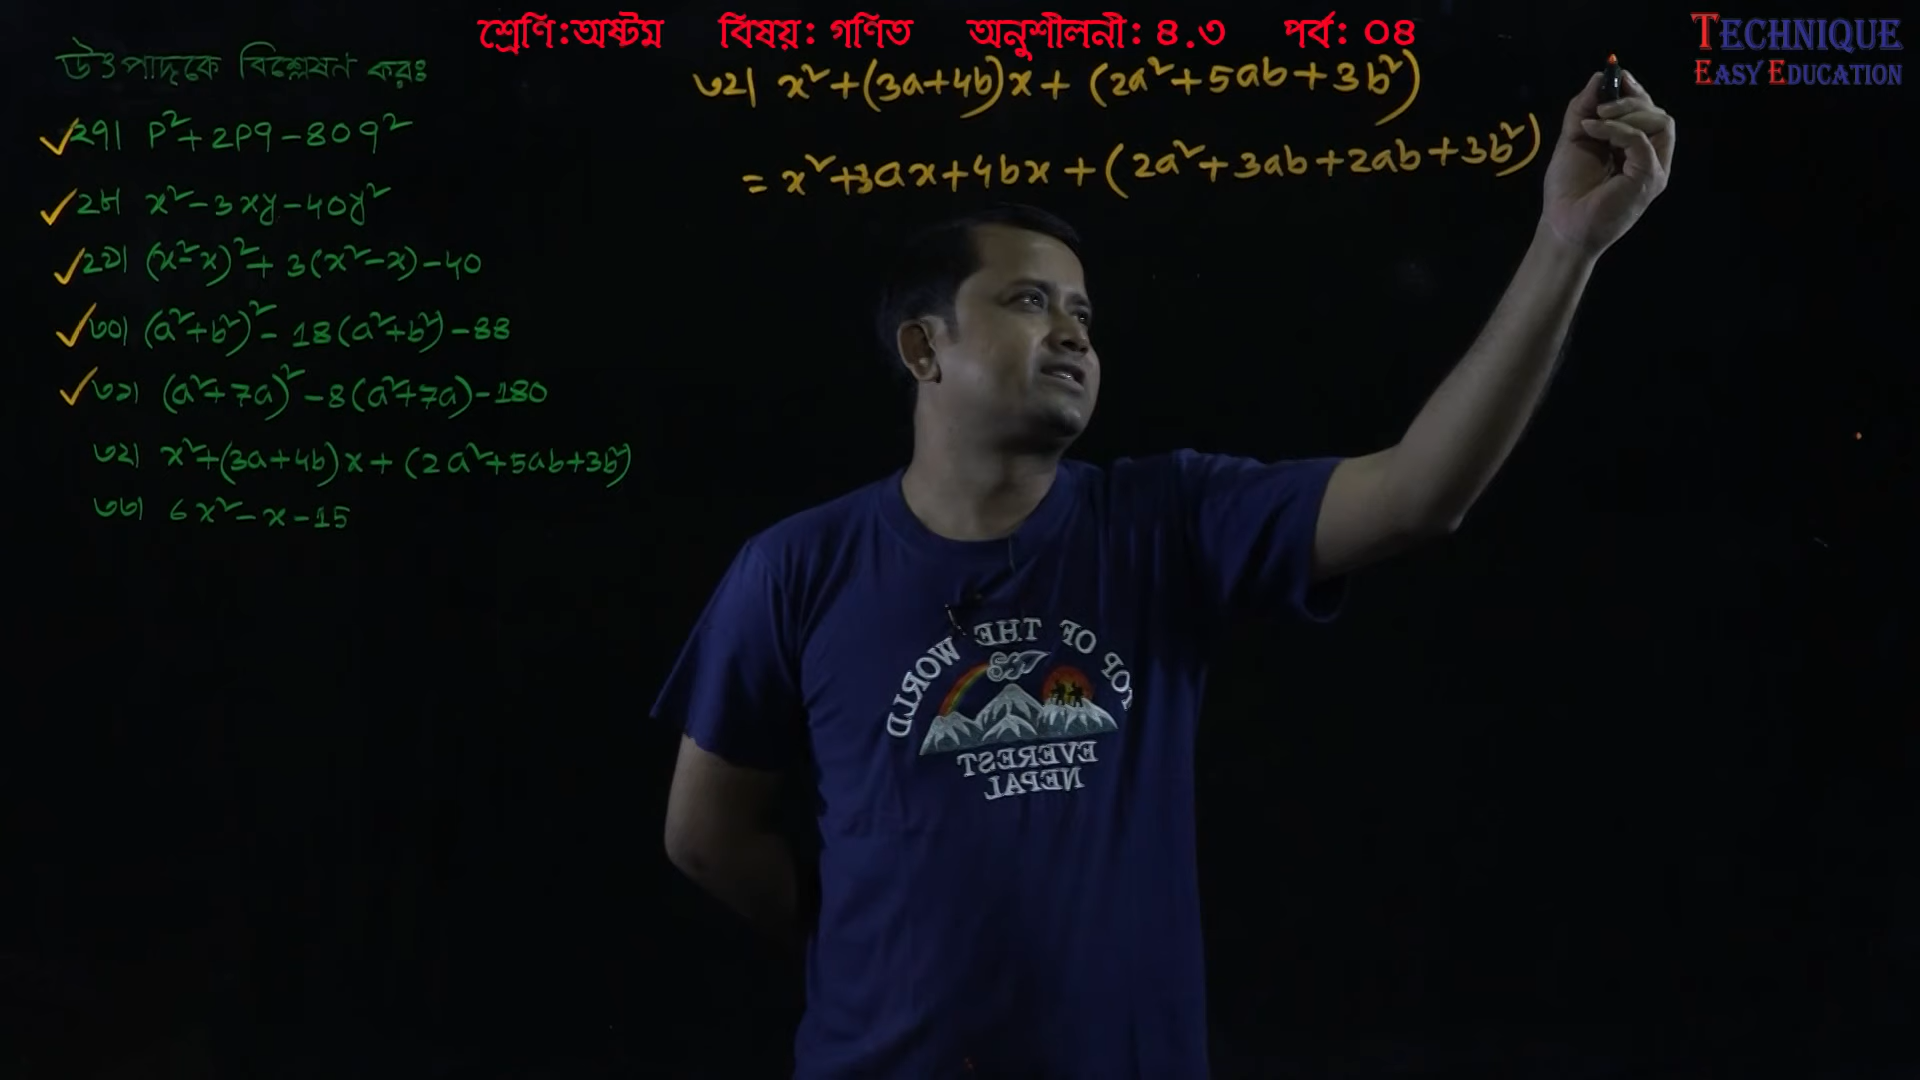 শ্রেণি:অষ্টম বিষয়: গণিত অনুশীলনী: ৪.৩ পর্ব: ০৪
TECHNIQUE
EASY EDUCATION
উৎপাদকে বিশ্লেষণ কর:
২৭। p²+2pq-80q²
২৮। x²-3xy-40y²
২৯। (x²-x)²+3(x²-x)-40
৩০। (a²+b²)²-18(a²+b²)-88
৩১। (a²+7a)²-8(a²+7a)-180
৩২। x²+(3a+4b)x+(2a²+5ab+3b²)
৩৩। 6x²-x-15
৩২। x²+(3a+4b)x+(2a²+5ab+3b²)
= x²+3ax+4bx+(2a²+3ab+2ab+3b²)
TOP OF THE WORLD
EVEREST
NEPAL